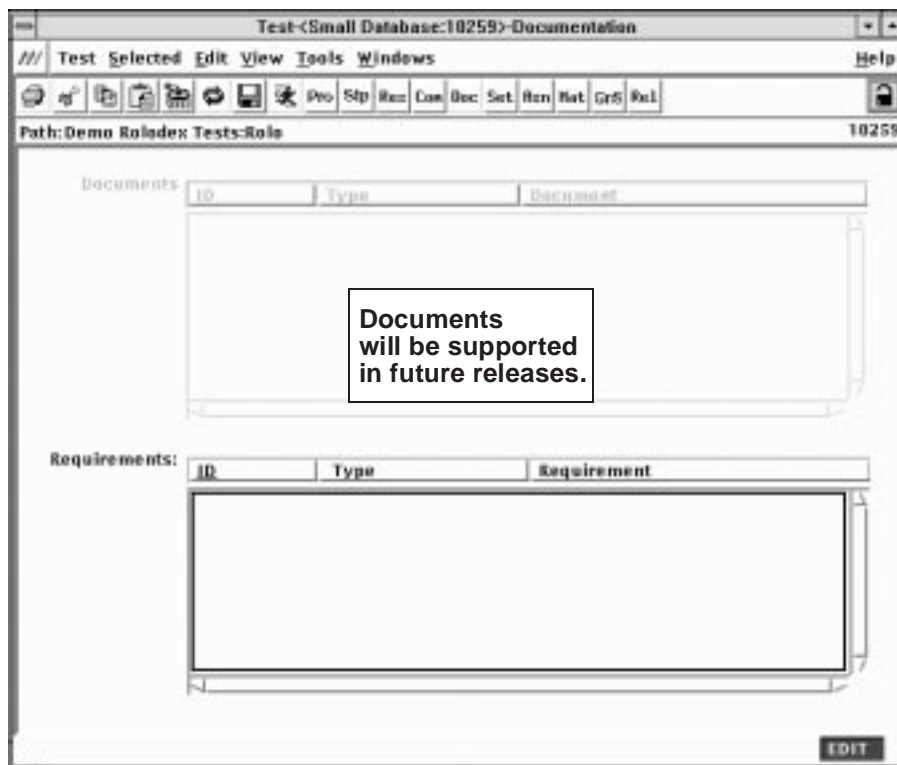 Test-<Small Database:10259>-Documentation
/// Test Selected Edit View Tools Windows Help
Pro Stp Res Com Doc Set Asn Mat GrS Rel
Path:Demo Rolodex Tests:Rolo 10259
Documents ID Type Document
Documents
will be supported
in future releases.
Requirements: ID Type Requirement
EDIT